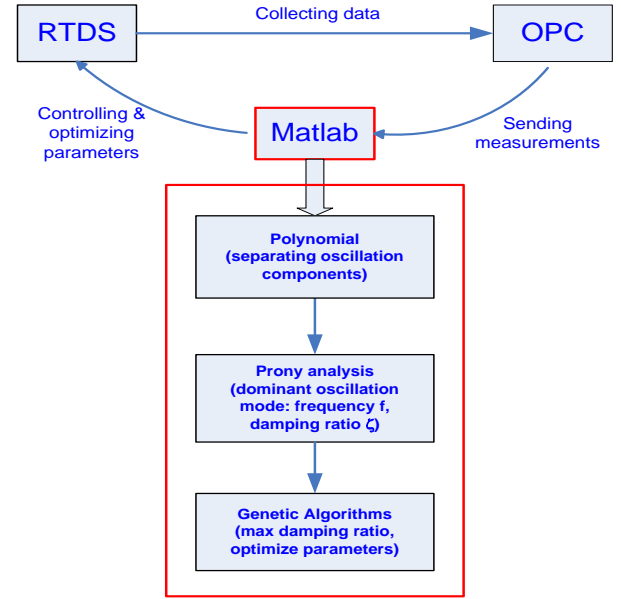 Collecting data
RTDS
OPC
Controlling &
optimizing
parameters
Matlab
Sending
measurements
Polynomial
(separating oscillation
components)
Prony analysis
(dominant oscillation
mode: frequency f,
damping ratio ζ)
Genetic Algorithms
(max damping ratio,
optimize parameters)